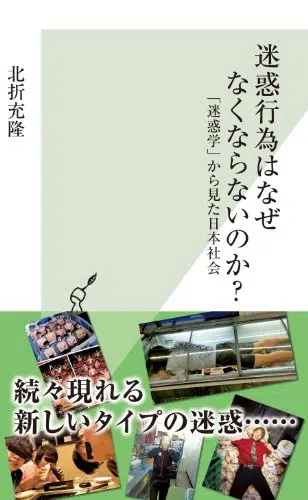 迷惑行為はなぜ
なくならないのか?
「迷惑学」から見た日本社会
北折充隆
続々現れる
新しいタイプの迷惑……